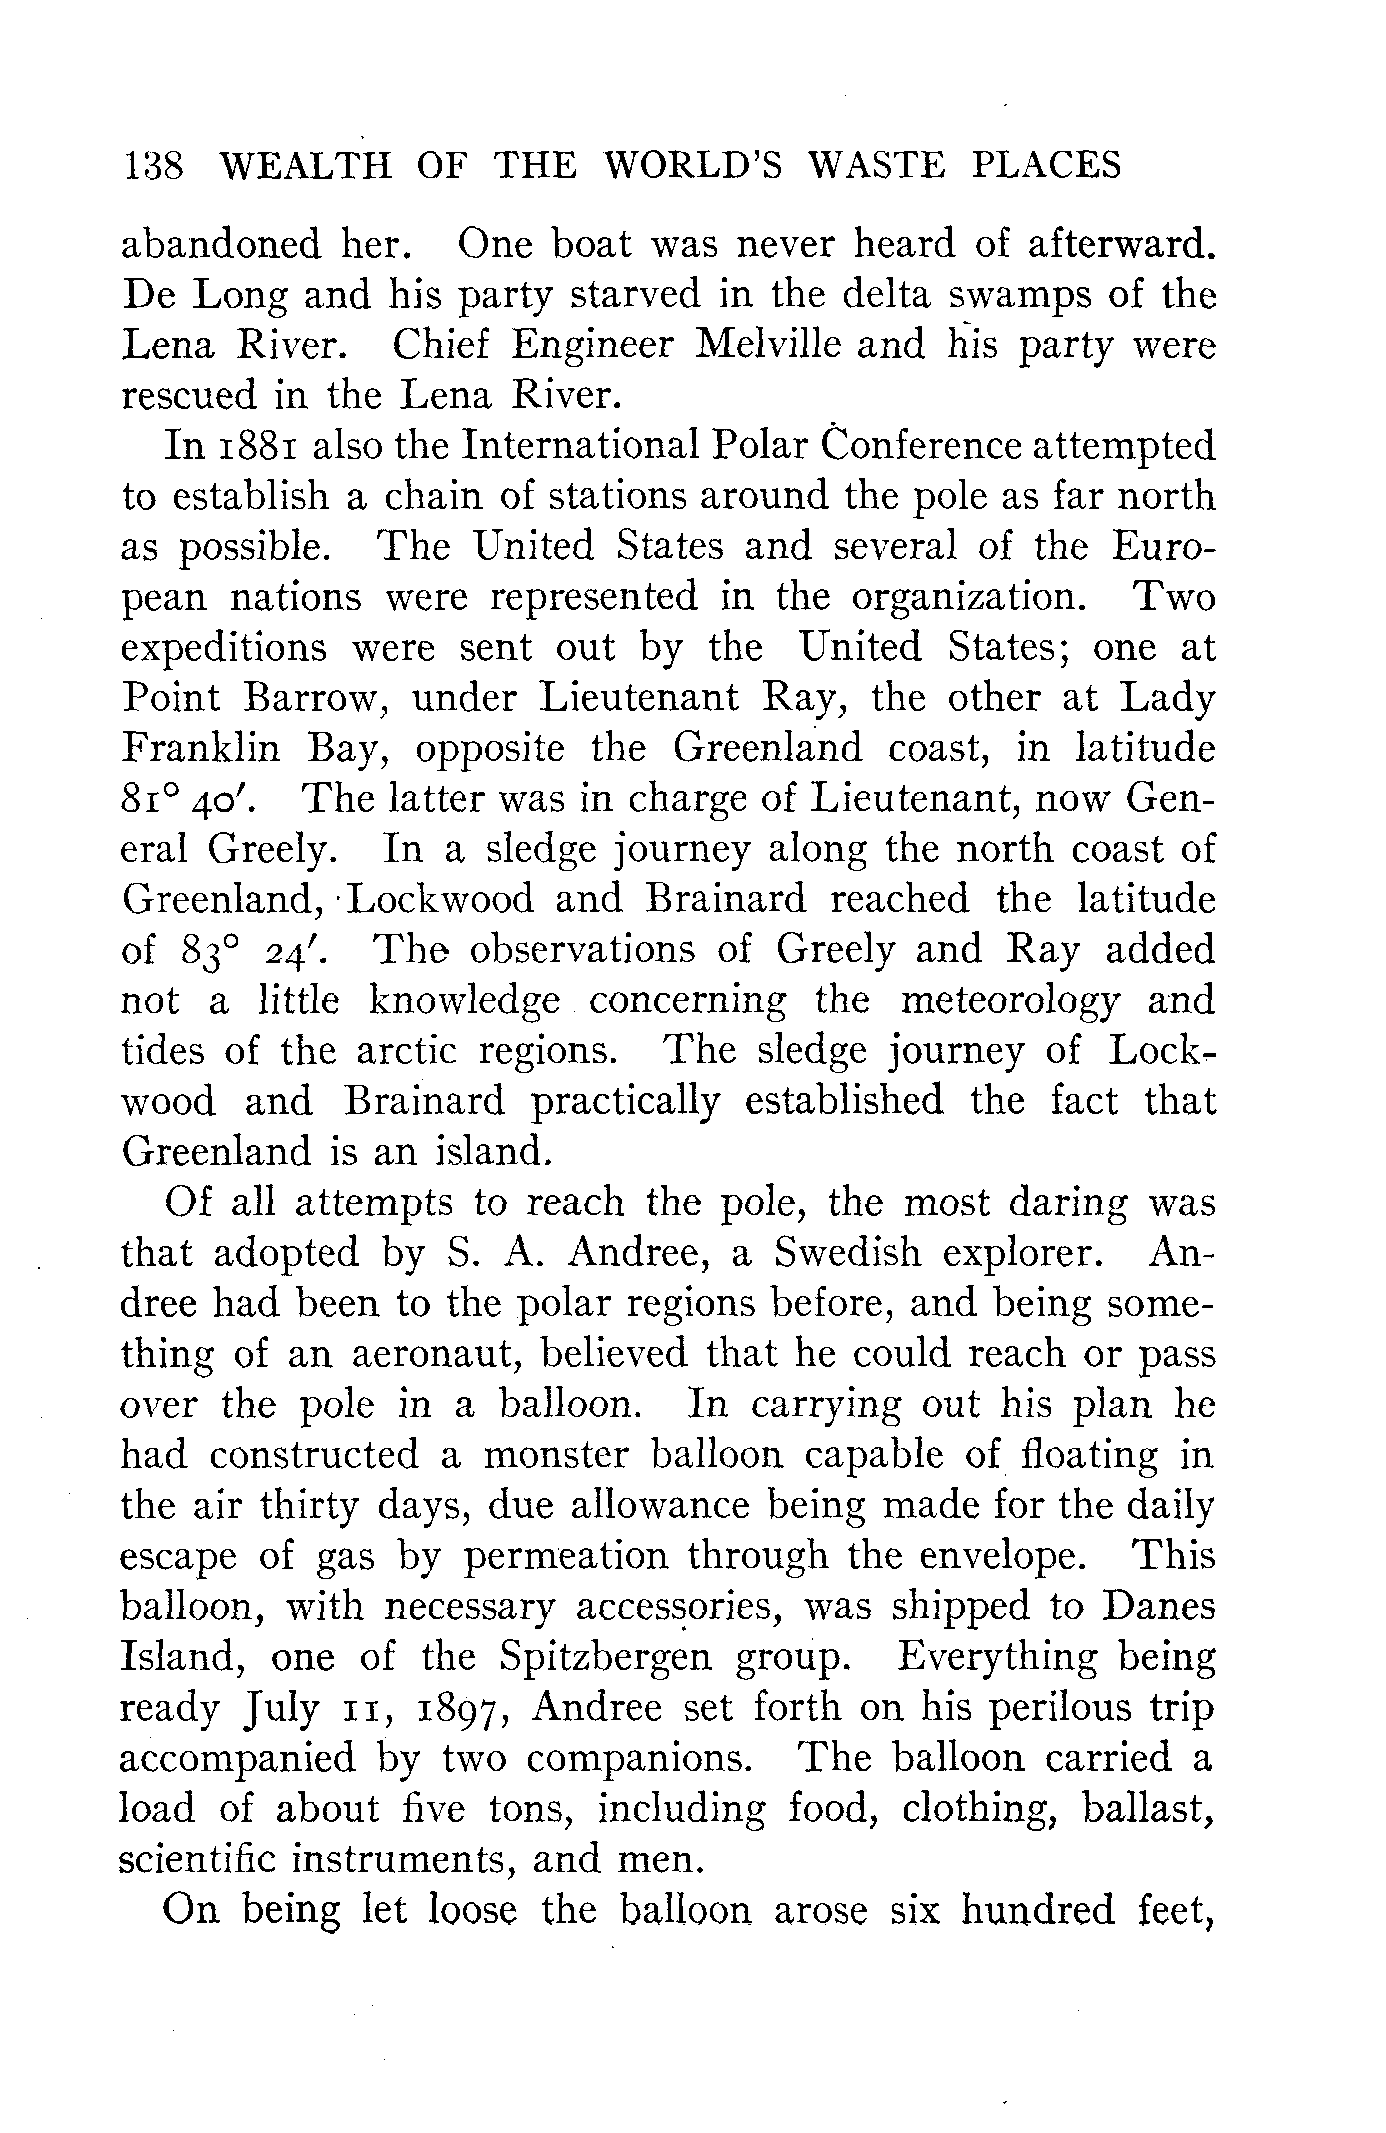 138 WEALTH OF THE WORLD'S WASTE PLACES
abandoned her. One boat was never heard of afterward.
De Long and his party starved in the delta swamps of the
Lena River. Chief Engineer Melville and his party were
rescued in the Lena River.
In 1881 also the International Polar Conference attempted
to establish a chain of stations around the pole as far north
as possible. The United States and several of the Euro-
pean nations were represented in the organization. Two
expeditions were sent out by the United States; one at
Point Barrow, under Lieutenant Ray, the other at Lady
Franklin Bay, opposite the Greenland coast, in latitude
81° 40′. The latter was in charge of Lieutenant, now Gen-
eral Greely. In a sledge journey along the north coast of
Greenland, Lockwood and Brainard reached the latitude
of 83° 24′. The observations of Greely and Ray added
not a little knowledge concerning the meteorology and
tides of the arctic regions. The sledge journey of Lock-
wood and Brainard practically established the fact that
Greenland is an island.
Of all attempts to reach the pole, the most daring was
that adopted by S. A. Andree, a Swedish explorer. An-
dree had been to the polar regions before, and being some-
thing of an aeronaut, believed that he could reach or pass
over the pole in a balloon. In carrying out his plan he
had constructed a monster balloon capable of floating in
the air thirty days, due allowance being made for the daily
escape of gas by permeation through the envelope. This
balloon, with necessary accessories, was shipped to Danes
Island, one of the Spitzbergen group. Everything being
ready July 11, 1897, Andree set forth on his perilous trip
accompanied by two companions. The balloon carried a
load of about five tons, including food, clothing, ballast,
scientific instruments, and men.
On being let loose the balloon arose six hundred feet,